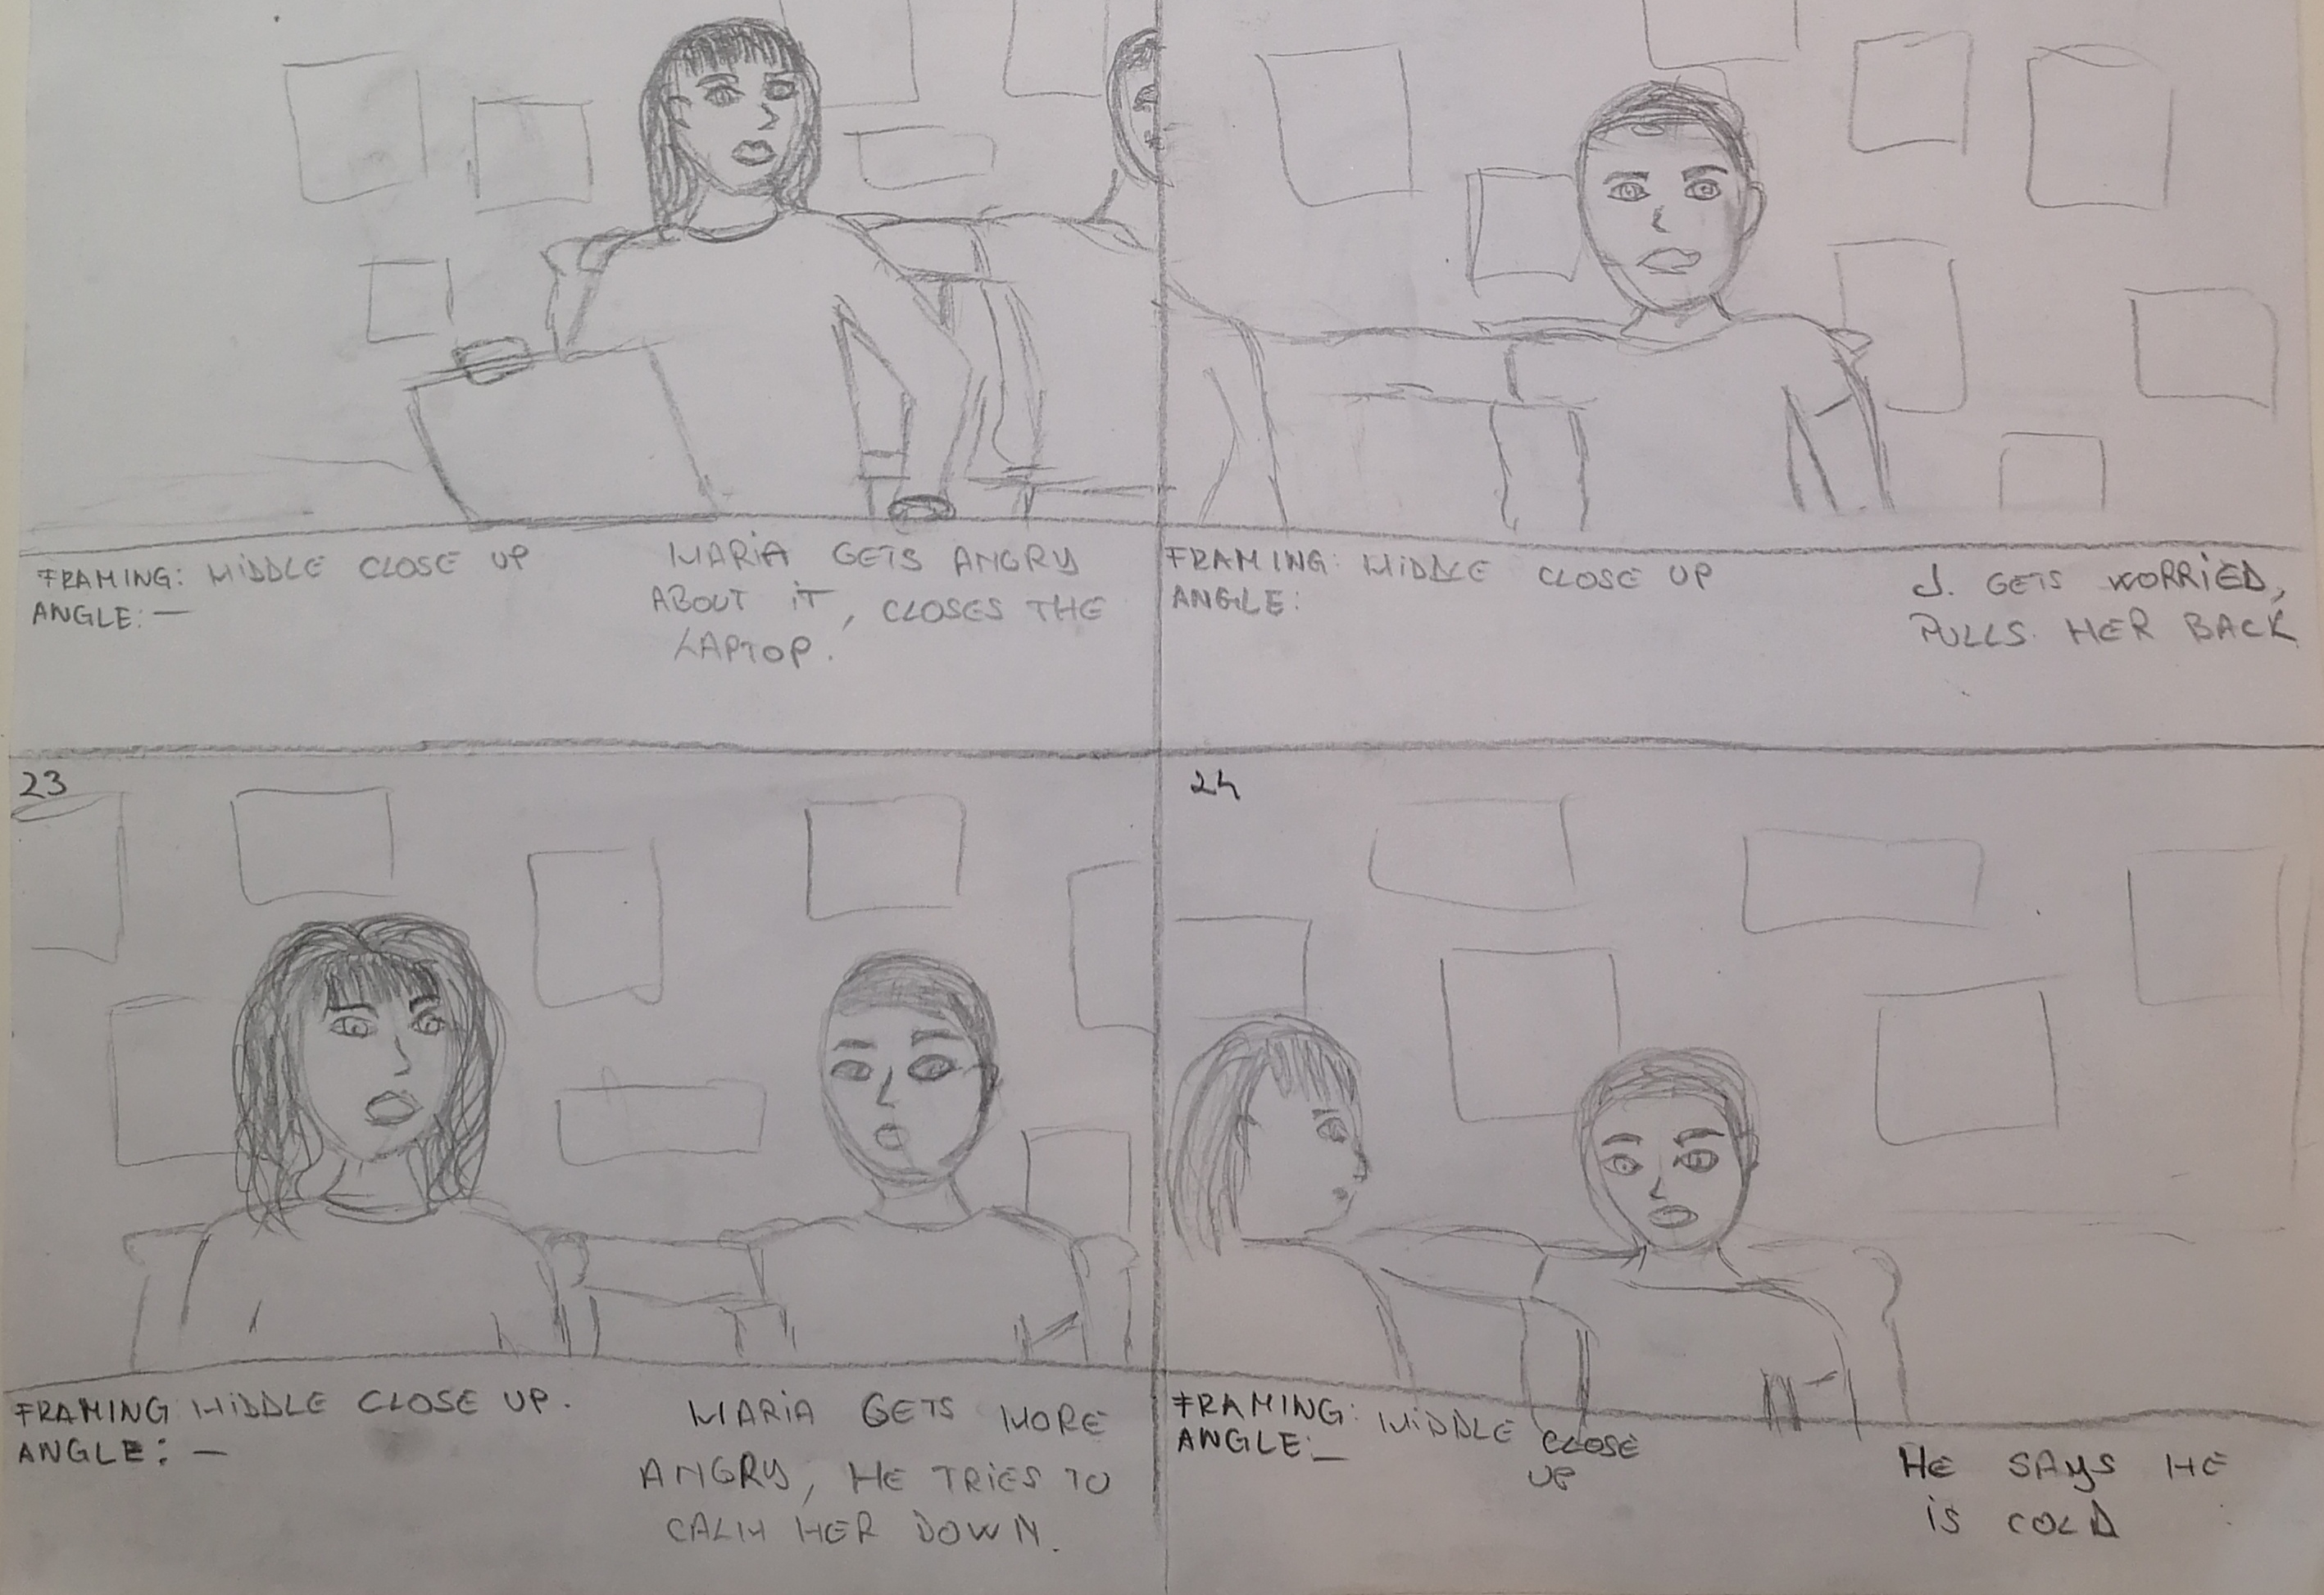 FRAMING: MIDDLE CLOSE UP
ANGLE: —
MARIA GETS ANGRY
ABOUT IT, CLOSES THE
LAPTOP.
FRAMING: MIDDLE CLOSE UP
ANGLE:
J. GETS WORRIED,
PULLS HER BACK
23
FRAMING MIDDLE CLOSE UP.
ANGLE: —
MARIA GETS MORE
ANGRY, HE TRIES TO
CALM HER DOWN.
24
FRAMING: MIDDLE CLOSE
UP
ANGLE: —
HE SAYS HE
IS COLD